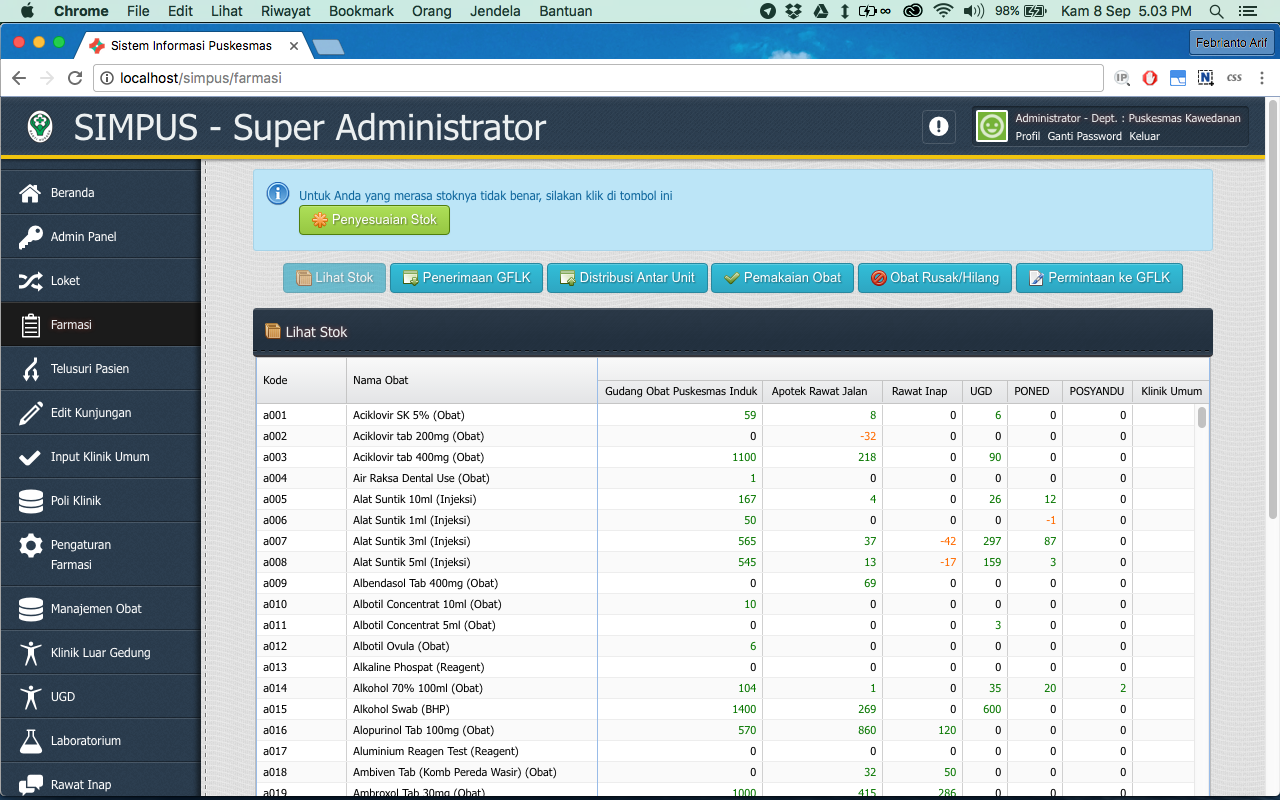 Chrome File Edit Lihat Riwayat Bookmark Orang Jendela Bantuan 98% Kam 8 Sep 5.03 PM
Sistem Informasi Puskesmas
Febrianto Arif
localhost/simpus/farmasi
IP
CSS
SIMPUS - Super Administrator
Administrator - Dept. : Puskesmas Kawedanan
Profil Ganti Password Keluar
Beranda
Admin Panel
Loket
Farmasi
Telusuri Pasien
Edit Kunjungan
Input Klinik Umum
Poli Klinik
Pengaturan
Farmasi
Manajemen Obat
Klinik Luar Gedung
UGD
Laboratorium
Rawat Inap
Untuk Anda yang merasa stoknya tidak benar, silakan klik di tombol ini
Penyesuaian Stok
Lihat Stok Penerimaan GFLK Distribusi Antar Unit Pemakaian Obat Obat Rusak/Hilang Permintaan ke GFLK
Lihat Stok
Kode Nama Obat
Gudang Obat Puskesmas Induk Apotek Rawat Jalan Rawat Inap UGD PONED POSYANDU Klinik Umum
a001 Aciklovir SK 5% (Obat) 59 8 0 6 0 0
a002 Aciklovir tab 200mg (Obat) 0 -32 0 0 0 0
a003 Aciklovir tab 400mg (Obat) 1100 218 0 90 0 0
a004 Air Raksa Dental Use (Obat) 1 0 0 0 0 0
a005 Alat Suntik 10ml (Injeksi) 167 4 0 26 12 0
a006 Alat Suntik 1ml (Injeksi) 50 0 0 0 -1 0
a007 Alat Suntik 3ml (Injeksi) 565 37 -42 297 87 0
a008 Alat Suntik 5ml (Injeksi) 545 13 -17 159 3 0
a009 Albendasol Tab 400mg (Obat) 0 69 0 0 0 0
a010 Albotil Concentrat 10ml (Obat) 10 0 0 0 0 0
a011 Albotil Concentrat 5ml (Obat) 0 0 0 3 0 0
a012 Albotil Ovula (Obat) 6 0 0 0 0 0
a013 Alkaline Phospat (Reagent) 0 0 0 0 0 0
a014 Alkohol 70% 100ml (Obat) 104 1 0 35 20 2
a015 Alkohol Swab (BHP) 1400 269 0 600 0 0
a016 Alopurinol Tab 100mg (Obat) 570 860 120 0 0 0
a017 Aluminium Reagen Test (Reagent) 0 0 0 0 0 0
a018 Ambiven Tab (Komb Pereda Wasir) (Obat) 0 32 50 0 0 0
a019 Ambroxol Tab 30mg (Obat) 1000 415 286 0 0 0